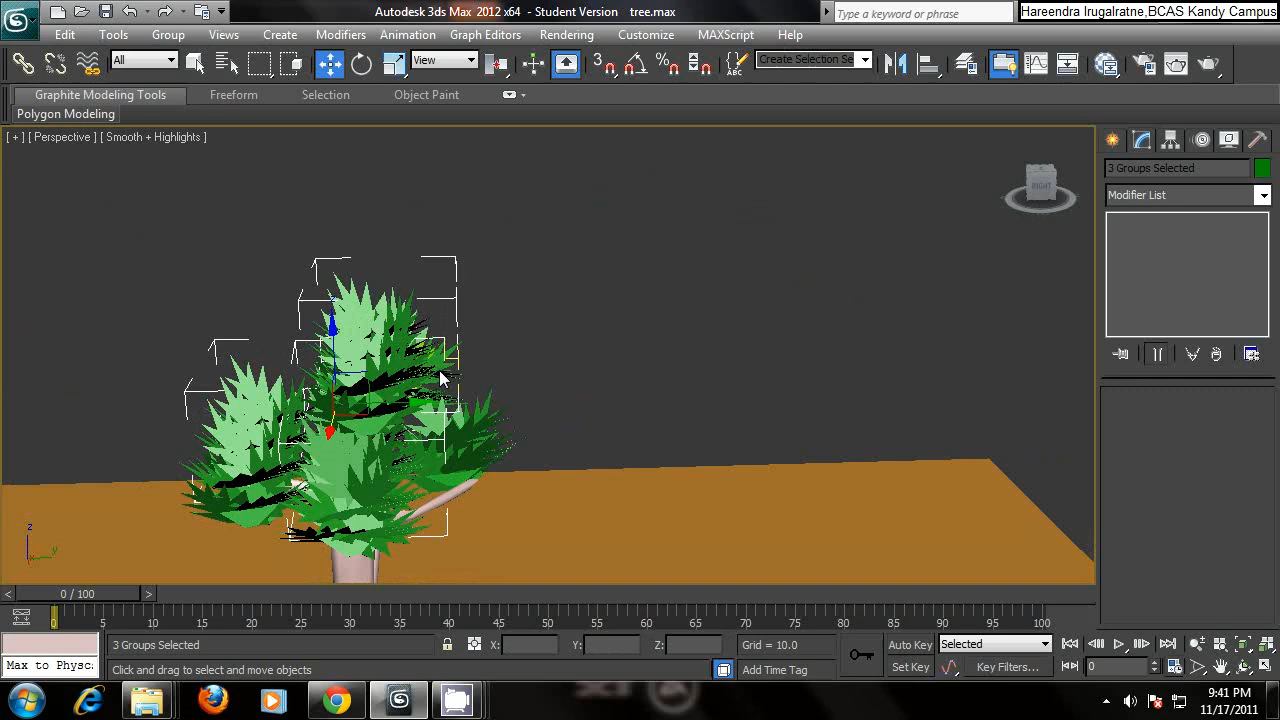 Autodesk 3ds Max 2012 x64 - Student Version tree.max
Type a keyword or phrase
Hareendra Irugalratne,BCAS Kandy Campus
Edit Tools Group Views Create Modifiers Animation Graph Editors Rendering Customize MAXScript Help
All View 3 Create Selection Se
Graphite Modeling Tools Freeform Selection Object Paint
Polygon Modeling
[ + ] [ Perspective ] [ Smooth + Highlights ]
3 Groups Selected
Modifier List
RIGHT
z
y
x
< 0 / 100 >
0 5 10 15 20 25 30 35 40 45 50 55 60 65 70 75 80 85 90 95 100
3 Groups Selected X: Y: Z: Grid = 10.0 Auto Key Selected
Max to Physc: Click and drag to select and move objects Add Time Tag Set Key Key Filters... 0
9:41 PM
11/17/2011